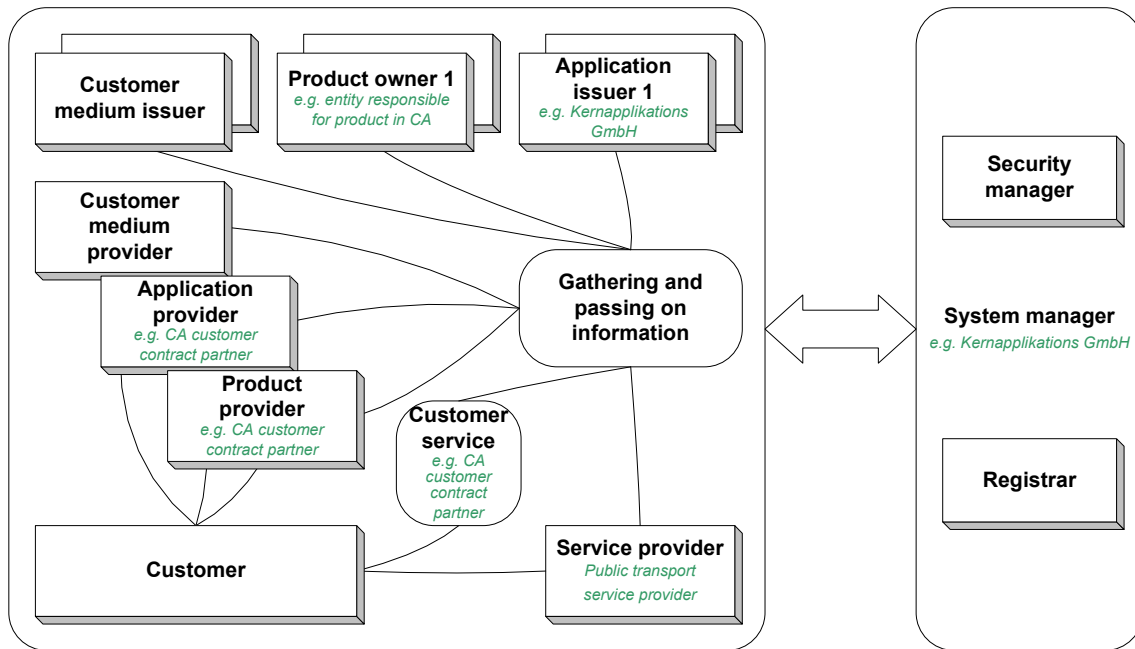 Customer
medium issuer
Product owner 1
e.g. entity responsible
for product in CA
Application
issuer 1
e.g. Kernapplikations
GmbH
Customer
medium
provider
Application
provider
e.g. CA customer
contract partner
Product
provider
e.g. CA customer
contract partner
Gathering and
passing on
information
Customer
service
e.g. CA
customer
contract
partner
Customer
Service provider
Public transport
service provider
Security
manager
System manager
e.g. Kernapplikations GmbH
Registrar